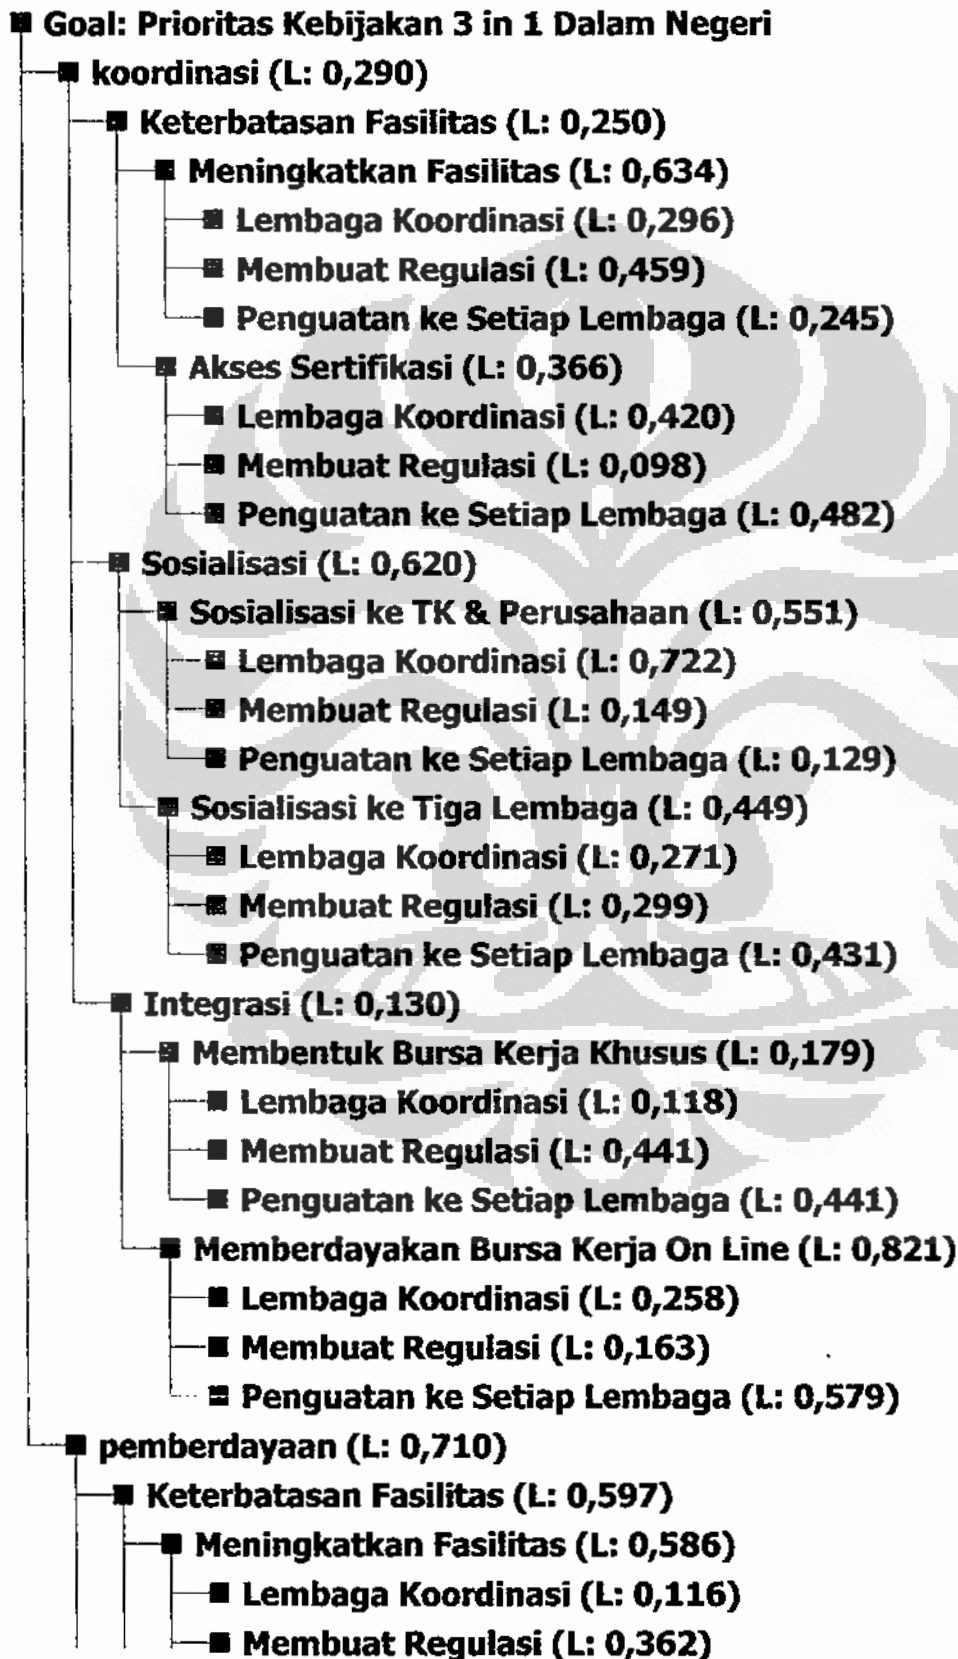 Goal: Prioritas Kebijakan 3 in 1 Dalam Negeri
koordinasi (L: 0,290)
Keterbatasan Fasilitas (L: 0,250)
Meningkatkan Fasilitas (L: 0,634)
Lembaga Koordinasi (L: 0,296)
Membuat Regulasi (L: 0,459)
Penguatan ke Setiap Lembaga (L: 0,245)
Akses Sertifikasi (L: 0,366)
Lembaga Koordinasi (L: 0,420)
Membuat Regulasi (L: 0,098)
Penguatan ke Setiap Lembaga (L: 0,482)
Sosialisasi (L: 0,620)
Sosialisasi ke TK & Perusahaan (L: 0,551)
Lembaga Koordinasi (L: 0,722)
Membuat Regulasi (L: 0,149)
Penguatan ke Setiap Lembaga (L: 0,129)
Sosialisasi ke Tiga Lembaga (L: 0,449)
Lembaga Koordinasi (L: 0,271)
Membuat Regulasi (L: 0,299)
Penguatan ke Setiap Lembaga (L: 0,431)
Integrasi (L: 0,130)
Membentuk Bursa Kerja Khusus (L: 0,179)
Lembaga Koordinasi (L: 0,118)
Membuat Regulasi (L: 0,441)
Penguatan ke Setiap Lembaga (L: 0,441)
Memberdayakan Bursa Kerja On Line (L: 0,821)
Lembaga Koordinasi (L: 0,258)
Membuat Regulasi (L: 0,163)
Penguatan ke Setiap Lembaga (L: 0,579)
pemberdayaan (L: 0,710)
Keterbatasan Fasilitas (L: 0,597)
Meningkatkan Fasilitas (L: 0,586)
Lembaga Koordinasi (L: 0,116)
Membuat Regulasi (L: 0,362)